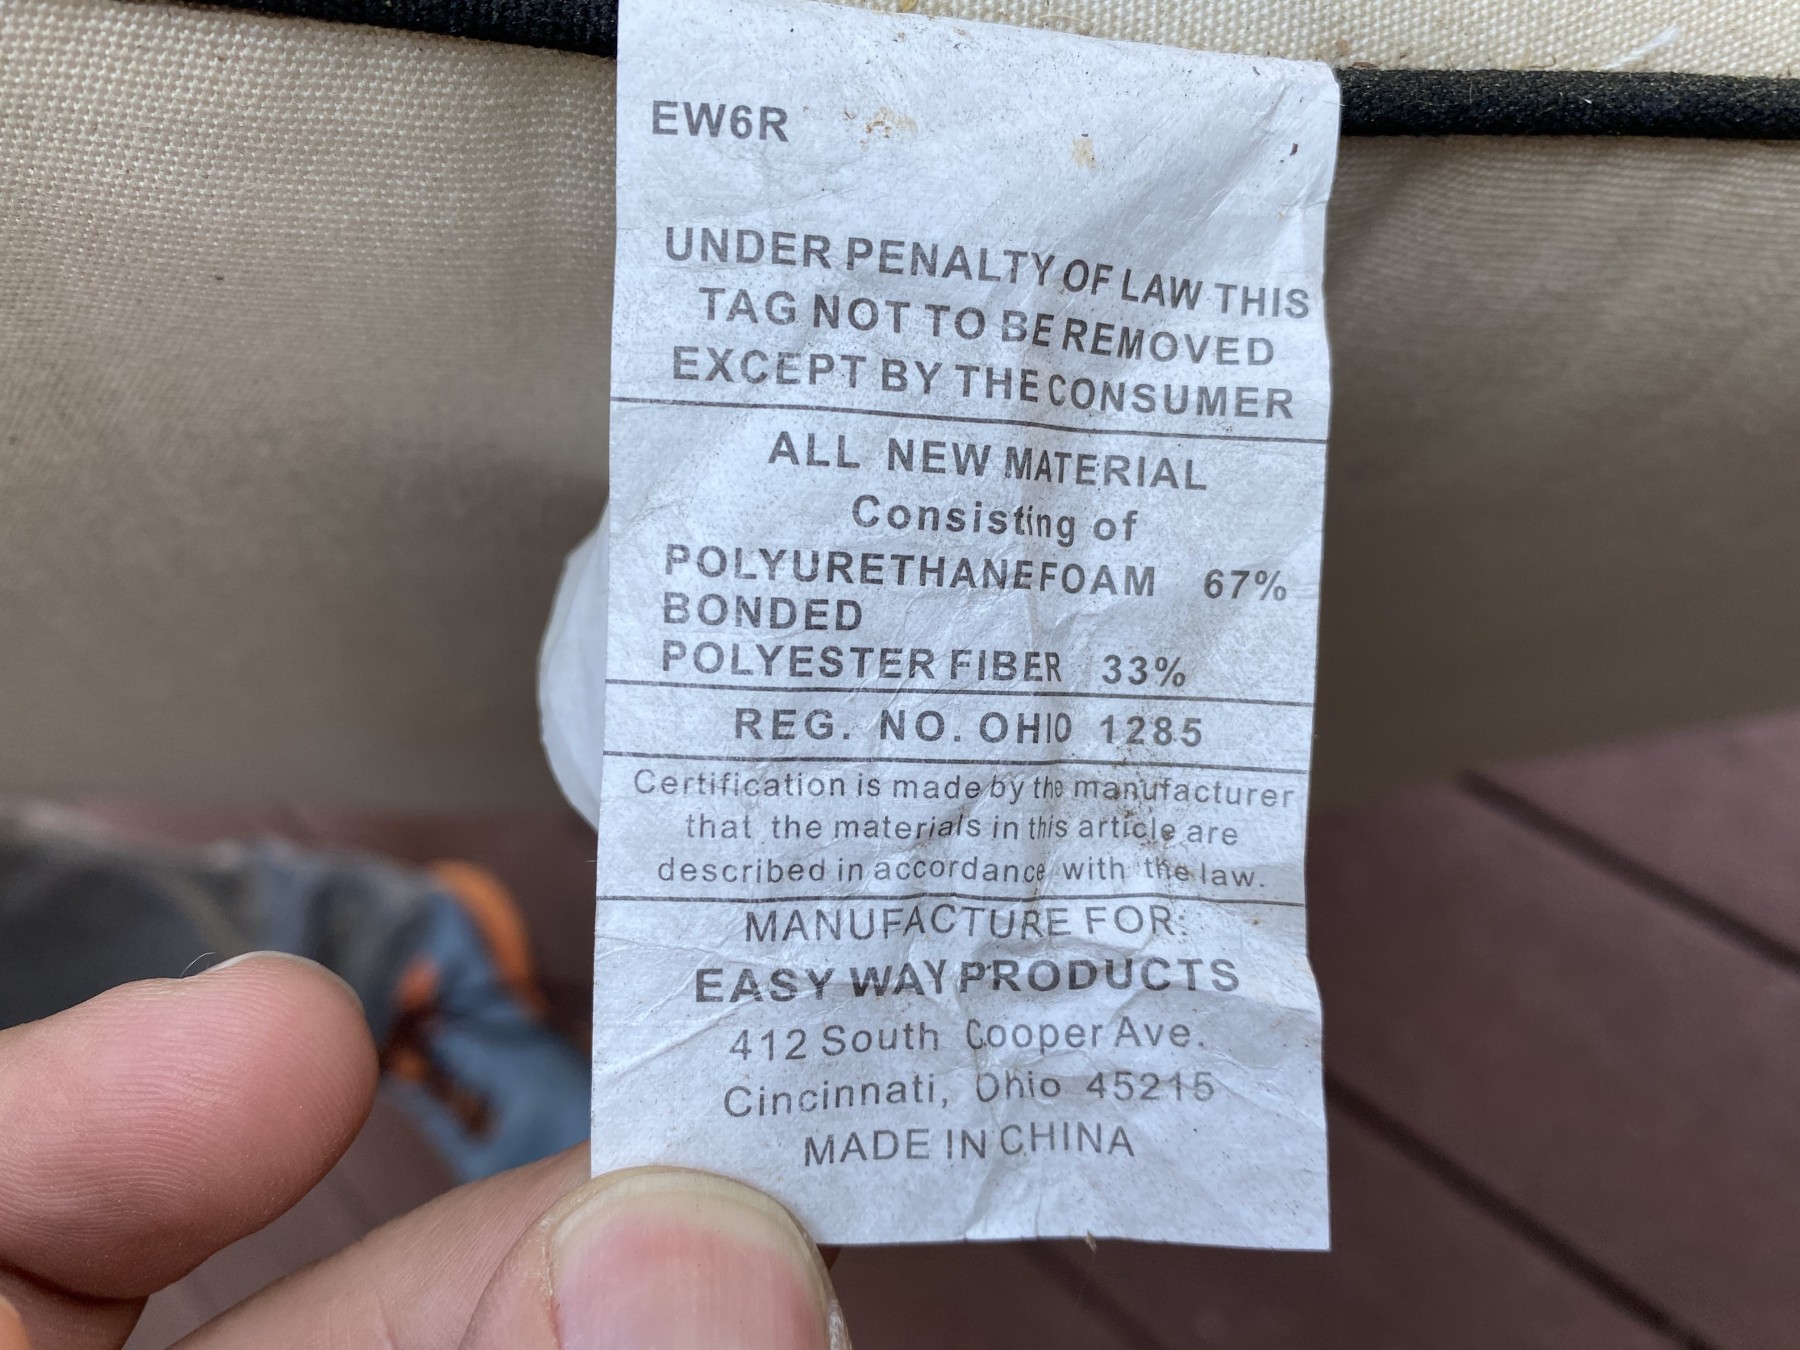 EW6R
UNDER PENALTY OF LAW THIS
TAG NOT TO BE REMOVED
EXCEPT BY THE CONSUMER
ALL NEW MATERIAL
Consisting of
POLYURETHANE FOAM 67%
BONDED
POLYESTER FIBER 33%
REG. NO. OHIO 1285
Certification is made by the manufacturer
that the materials in this article are
described in accordance with the law.
MANUFACTURE FOR:
EASY WAY PRODUCTS
412 South Cooper Ave.
Cincinnati, Ohio 45215
MADE IN CHINA